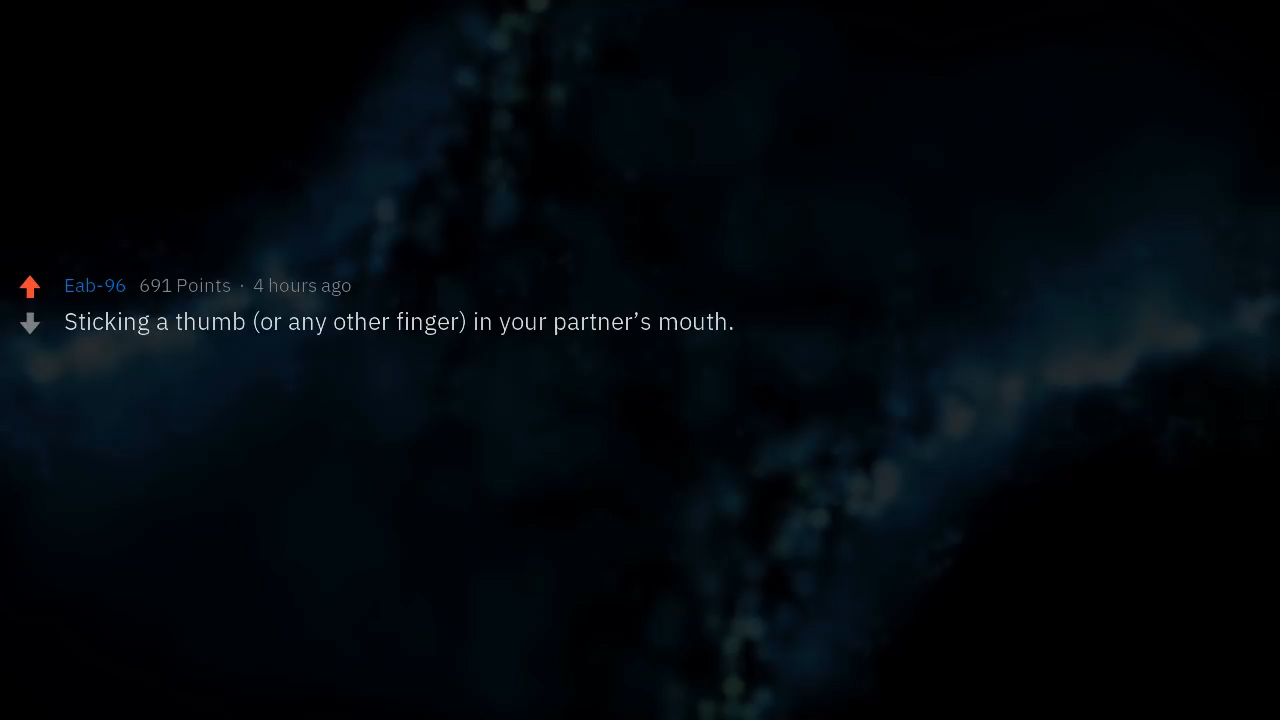 Eab-96 691 Points · 4 hours ago
Sticking a thumb (or any other finger) in your partner’s mouth.